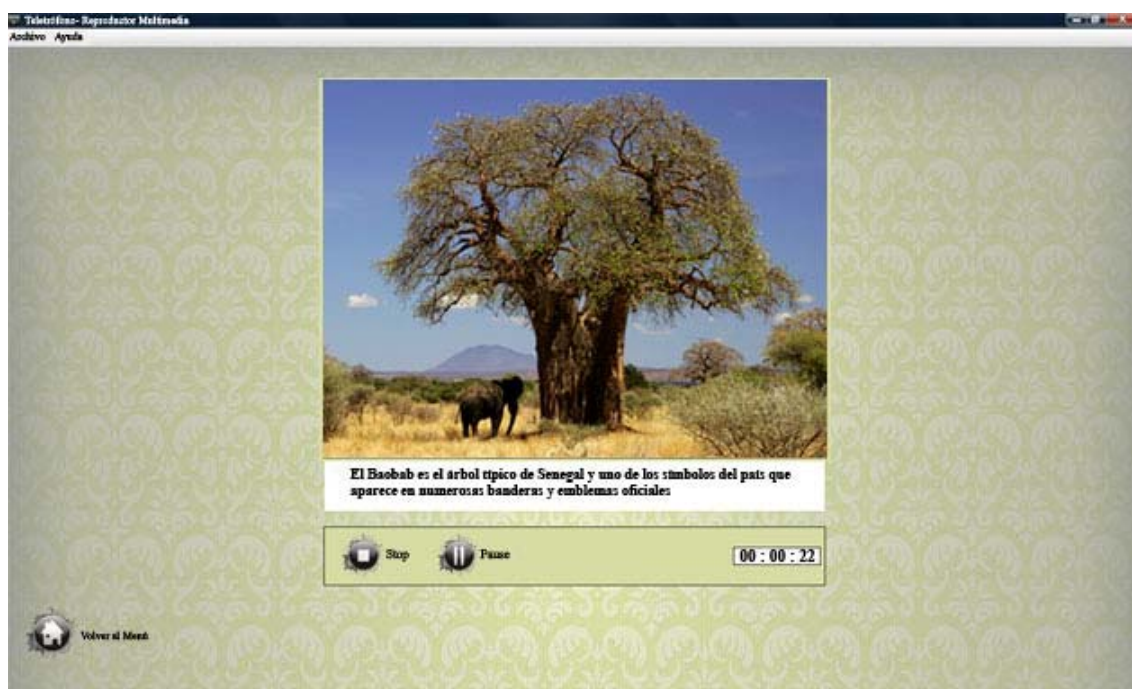 Teletrófono- Reproductor Multimedia
Archivo Ayuda
El Baobab es el árbol típico de Senegal y uno de los símbolos del país que
aparece en numerosas banderas y emblemas oficiales
Stop
Pause
00 : 00 : 22
Volver al Menú